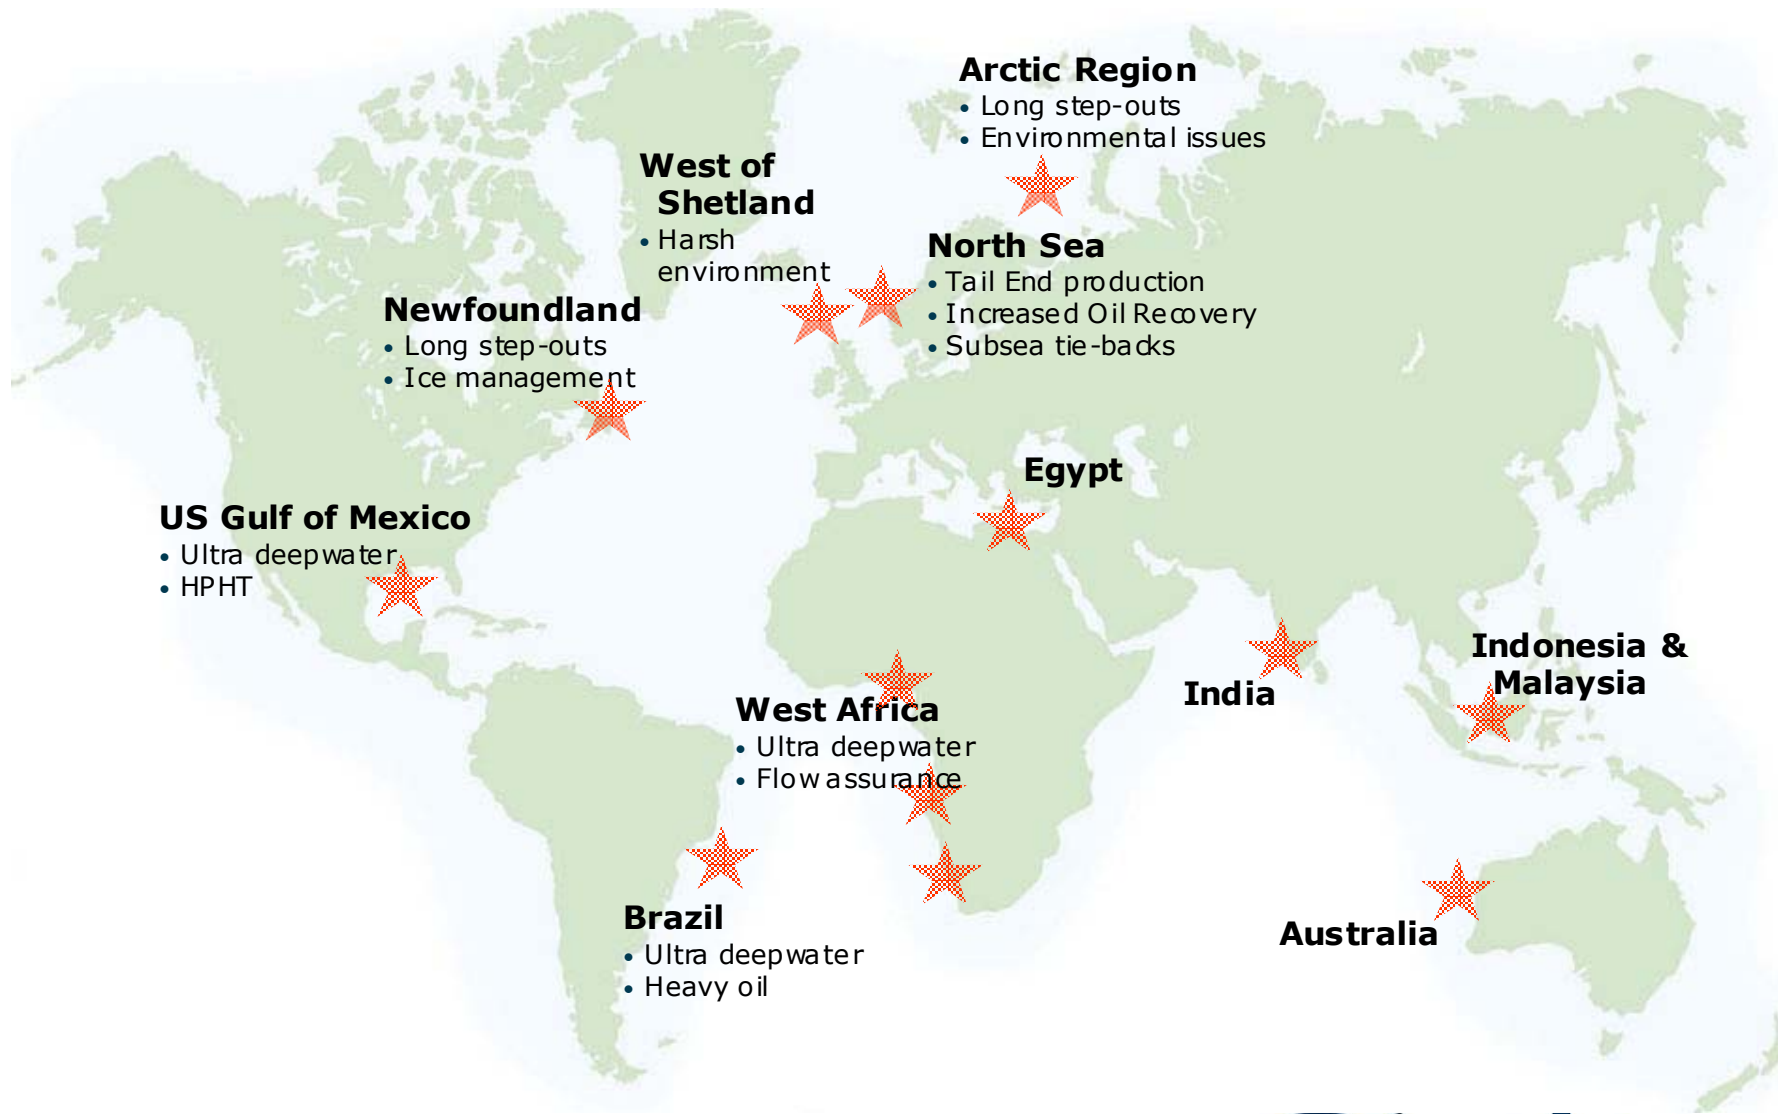 Arctic Region
• Long step-outs
• Environmental issues
West of
Shetland
• Harsh
environment
North Sea
• Tail End production
• Increased Oil Recovery
• Subsea tie-backs
Newfoundland
• Long step-outs
• Ice management
Egypt
US Gulf of Mexico
• Ultra deepwater
• HPHT
Indonesia &
Malaysia
India
West Africa
• Ultra deepwater
• Flow assurance
Brazil
• Ultra deepwater
• Heavy oil
Australia